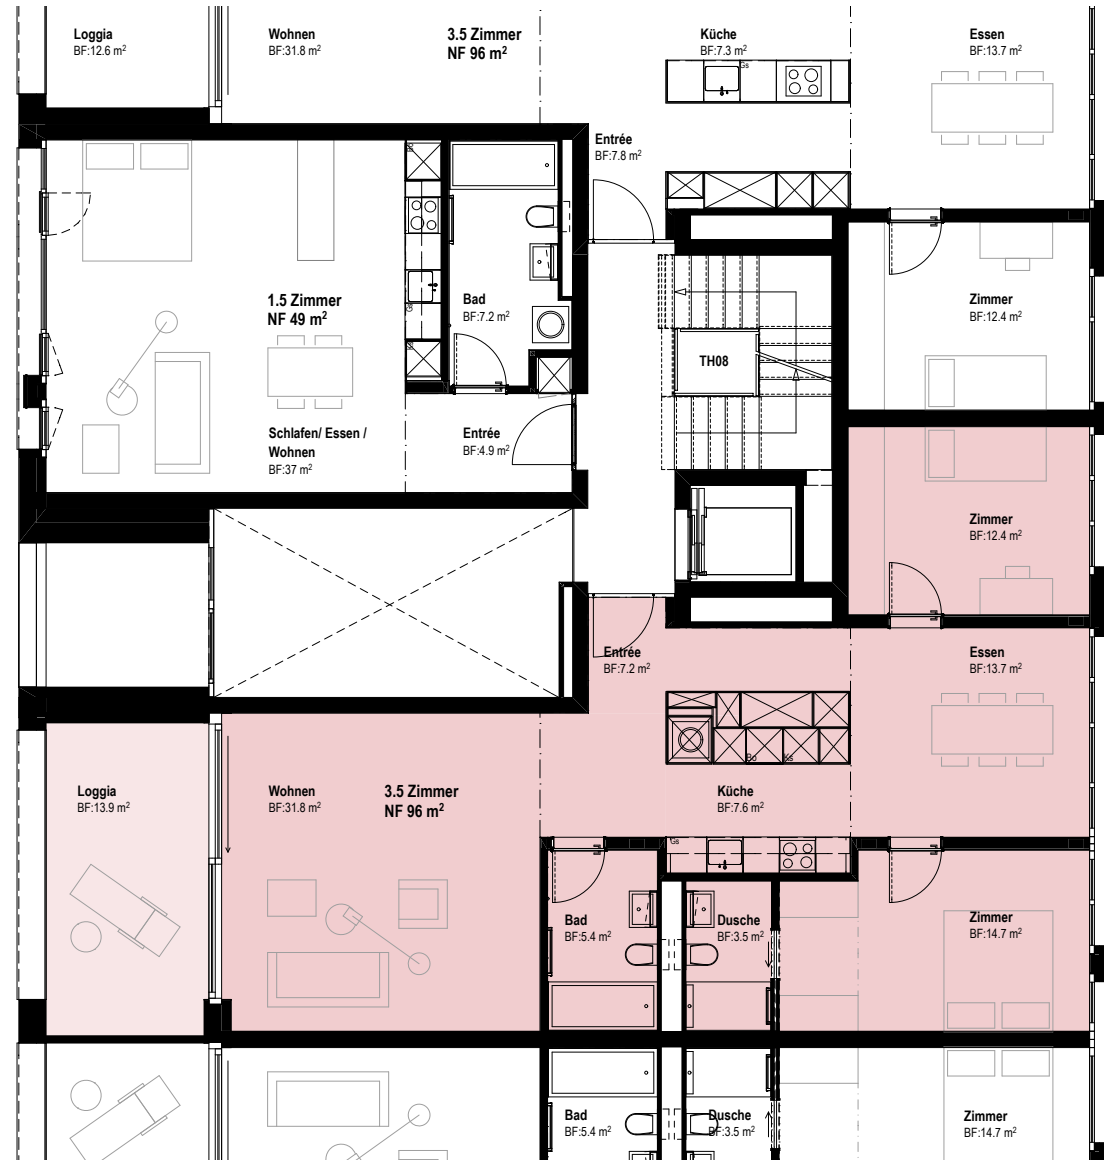 Loggia
BF:12.6 m²
Wohnen
BF:31.8 m²
3.5 Zimmer
NF 96 m²
Küche
BF:7.3 m²
Gs
Essen
BF:13.7 m²
Entrée
BF:7.8 m²
1.5 Zimmer
NF 49 m²
Bad
BF:7.2 m²
Gs
Zimmer
BF:12.4 m²
TH08
Schlafen/ Essen /
Wohnen
BF:37 m²
Entrée
BF:4.9 m²
Zimmer
BF:12.4 m²
Entrée
BF:7.2 m²
Essen
BF:13.7 m²
Bo
Ks
Loggia
BF:13.9 m²
Wohnen
BF:31.8 m²
3.5 Zimmer
NF 96 m²
Küche
BF:7.6 m²
Gs
Bad
BF:5.4 m²
Dusche
BF:3.5 m²
Zimmer
BF:14.7 m²
Bad
BF:5.4 m²
Dusche
BF:3.5 m²
Zimmer
BF:14.7 m²